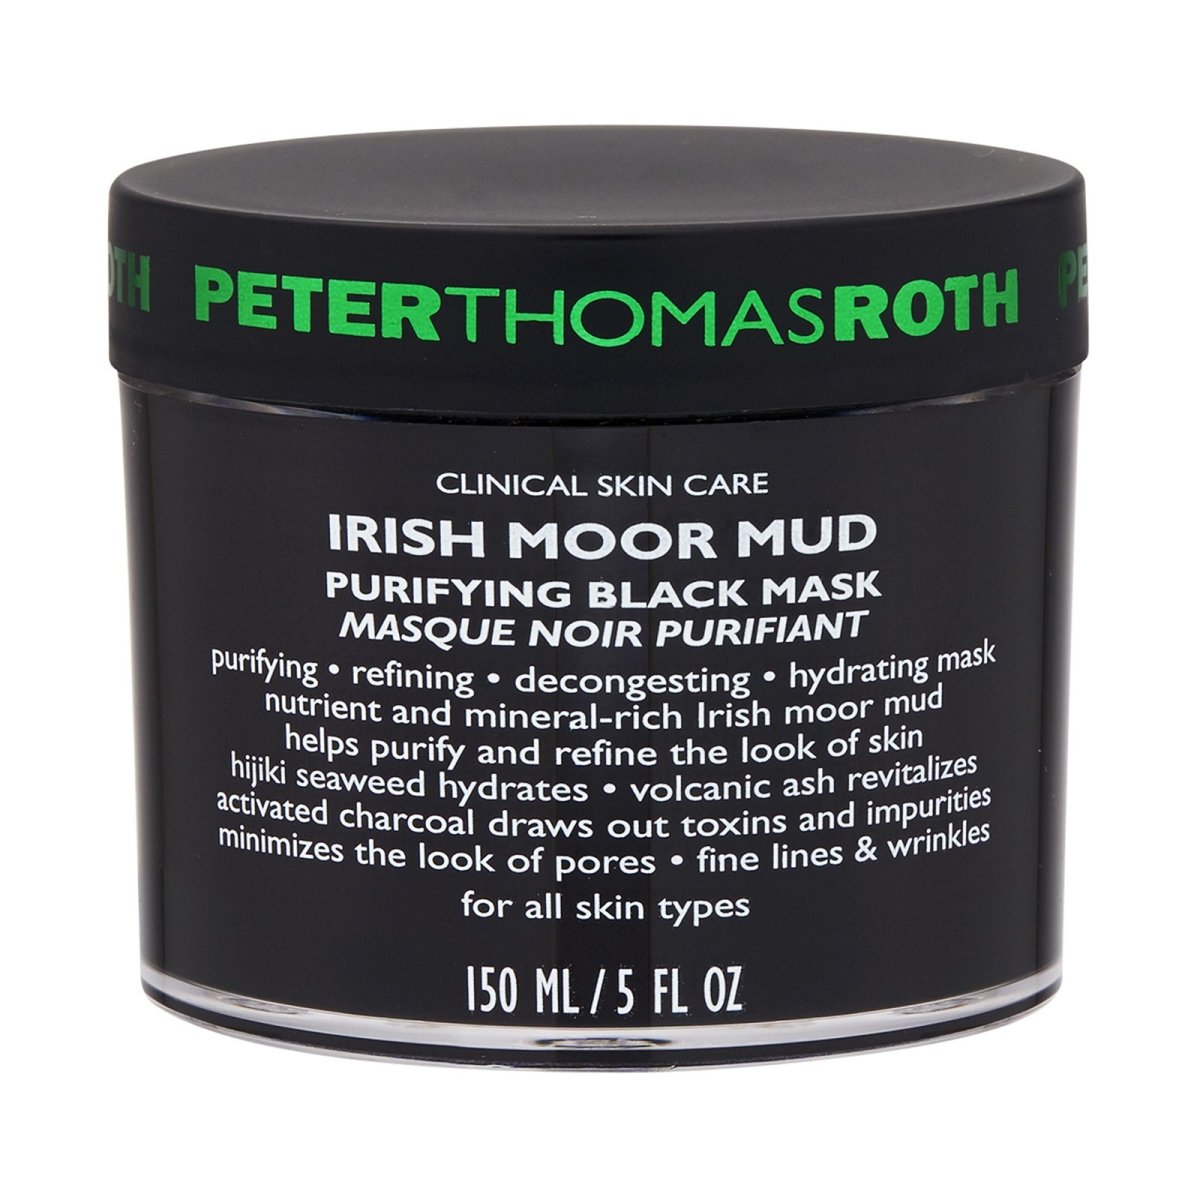 PETERTHOMASROTH
CLINICAL SKIN CARE
IRISH MOOR MUD
PURIFYING BLACK MASK
MASQUE NOIR PURIFIANT
purifying • refining • decongesting • hydrating mask
nutrient and mineral-rich Irish moor mud
helps purify and refine the look of skin
hijiki seaweed hydrates • volcanic ash revitalizes
activated charcoal draws out toxins and impurities
minimizes the look of pores • fine lines & wrinkles
for all skin types
150 ML / 5 FL OZ